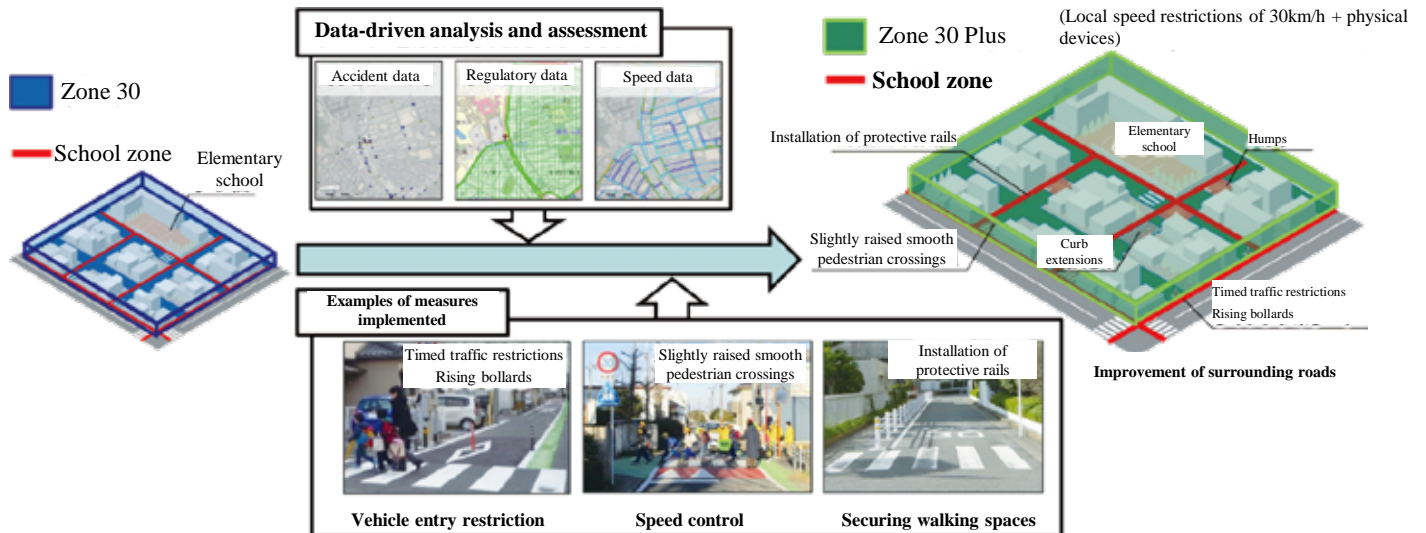 Data-driven analysis and assessment
Accident data
Regulatory data
Speed data
Zone 30
School zone
Elementary
school
Zone 30 Plus
(Local speed restrictions of 30km/h + physical
devices)
School zone
Installation of protective rails
Elementary
school
Humps
Slightly raised smooth
pedestrian crossings
Curb
extensions
Timed traffic restrictions
Rising bollards
Improvement of surrounding roads
Examples of measures
implemented
Timed traffic restrictions
Rising bollards
Slightly raised smooth
pedestrian crossings
Installation of
protective rails
30
Vehicle entry restriction
Speed control
Securing walking spaces